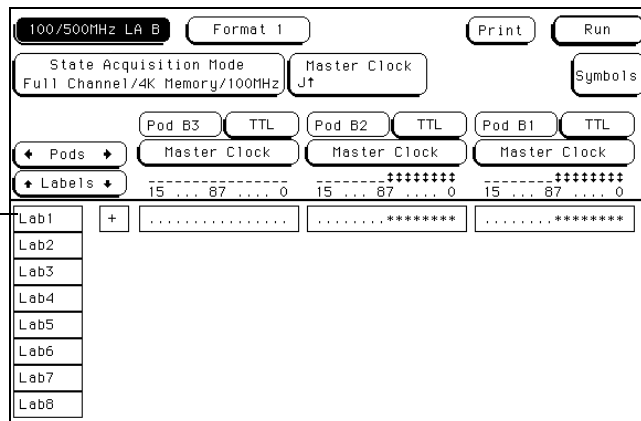 100/500MHz LA B Format 1 Print Run
State Acquisition Mode
Full Channel/4K Memory/100MHz
Master Clock
J↑
Symbols
Pod B3 TTL Pod B2 TTL Pod B1 TTL
← Pods → Master Clock Master Clock Master Clock
↑ Labels ↓
15 ... 87 .... 0 15 ... 87 .... 0 15 ... 87 .... 0
Lab1 + ................ ........******** ........********
Lab2
Lab3
Lab4
Lab5
Lab6
Lab7
Lab8